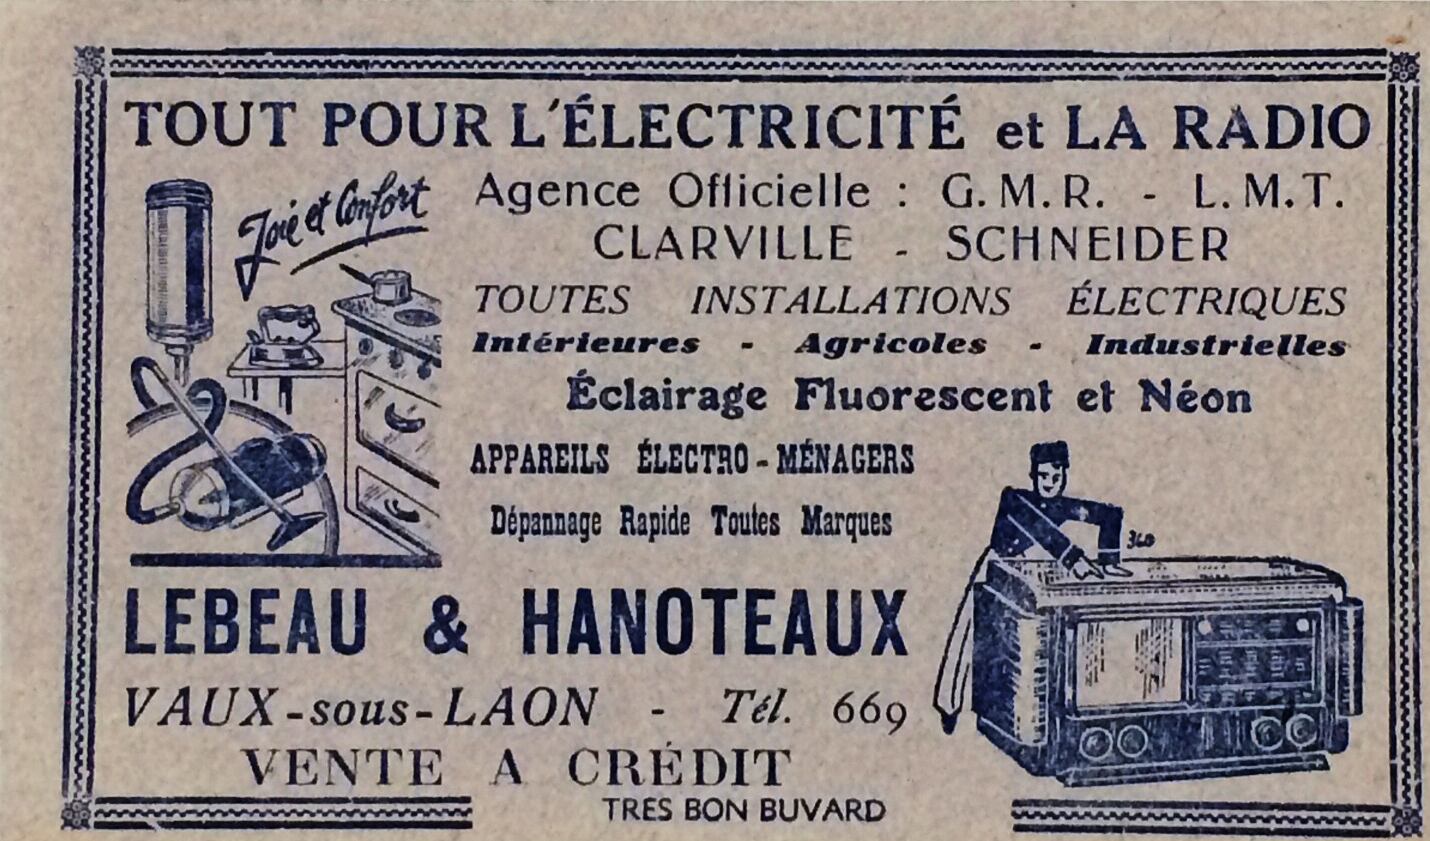 TOUT POUR L'ÉLECTRICITÉ et LA RADIO
Joie et Confort
Agence Officielle : G.M.R. - L.M.T.
CLARVILLE - SCHNEIDER
TOUTES INSTALLATIONS ÉLECTRIQUES
Intérieures - Agricoles - Industrielles
Éclairage Fluorescent et Néon
APPAREILS ÉLECTRO-MÉNAGERS
Dépannage Rapide Toutes Marques
360
LEBEAU & HANOTEAUX
VAUX-sous-LAON - Tél. 669
VENTE A CRÉDIT
TRES BON BUVARD